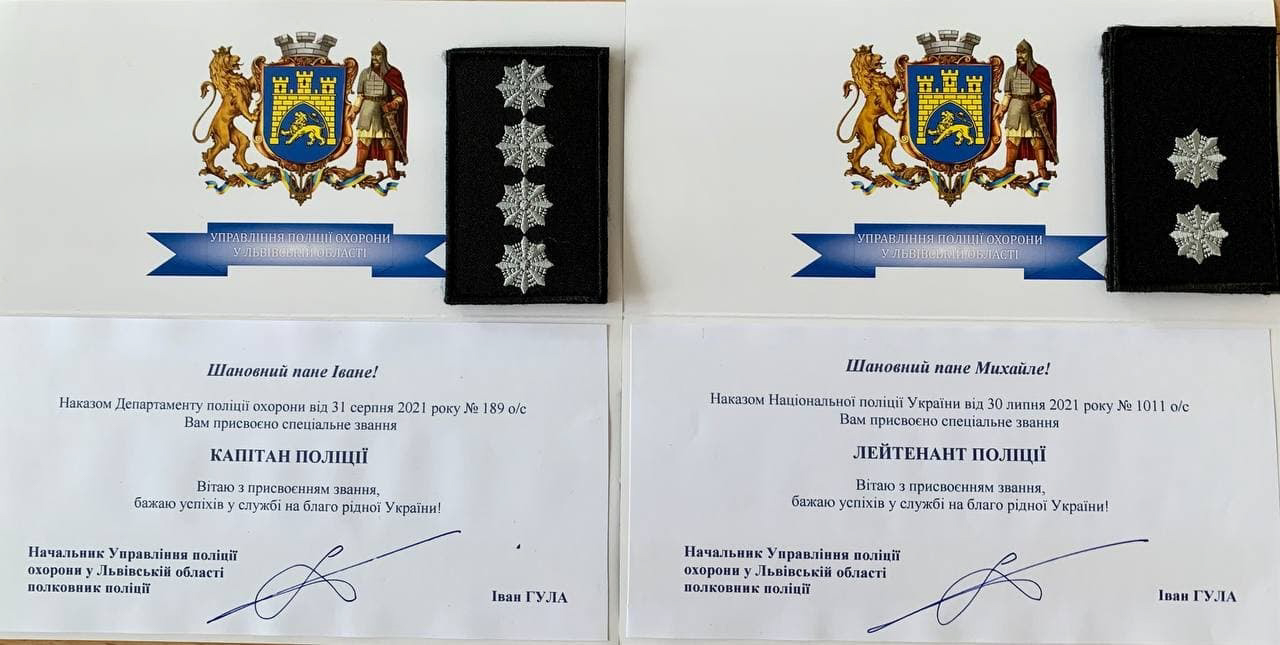 УПРАВЛІННЯ ПОЛІЦІЇ ОХОРОНИ
У ЛЬВІВСЬКІЙ ОБЛАСТІ
Шановний пане Іване!
Наказом Департаменту поліції охорони від 31 серпня 2021 року № 189 о/с
Вам присвоєно спеціальне звання
КАПІТАН ПОЛІЦІЇ
Вітаю з присвоєнням звання,
бажаю успіхів у службі на благо рідної України!
Начальник Управління поліції
охорони у Львівській області
полковник поліції
Іван ГУЛА
УПРАВЛІННЯ ПОЛІЦІЇ ОХОРОНИ
У ЛЬВІВСЬКІЙ ОБЛАСТІ
Шановний пане Михайле!
Наказом Національної поліції України від 30 липня 2021 року № 1011 о/с
Вам присвоєно спеціальне звання
ЛЕЙТЕНАНТ ПОЛІЦІЇ
Вітаю з присвоєнням звання,
бажаю успіхів у службі на благо рідної України!
Начальник Управління поліції
охорони у Львівській області
полковник поліції
Іван ГУЛА